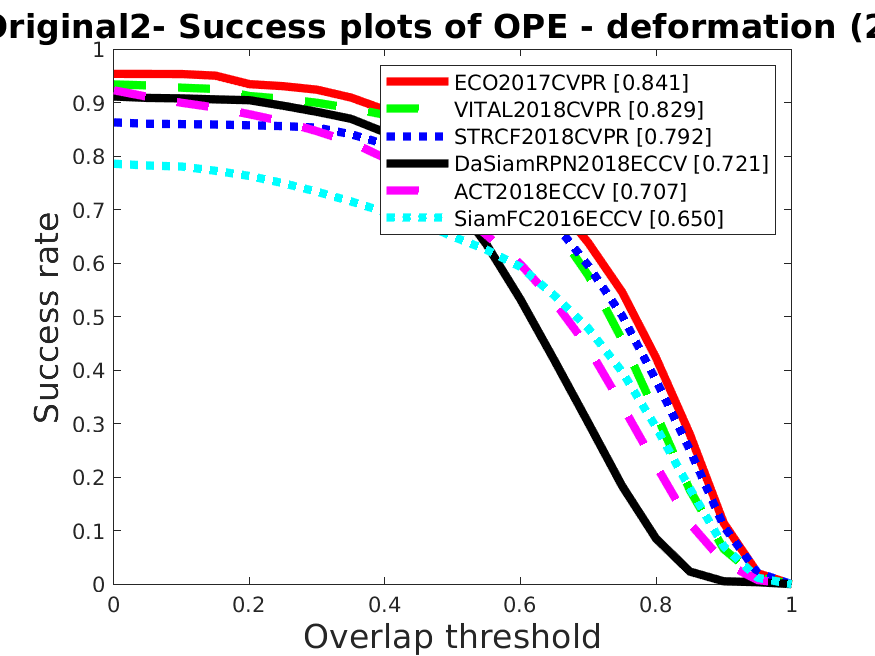 Original2- Success plots of OPE - deformation (2
1
0.9
0.8
0.7
0.6
0.5
0.4
0.3
0.2
0.1
0
Success rate
ECO2017CVPR [0.841]
VITAL2018CVPR [0.829]
STRCF2018CVPR [0.792]
DaSiamRPN2018ECCV [0.721]
ACT2018ECCV [0.707]
SiamFC2016ECCV [0.650]
0 0.2 0.4 0.6 0.8 1
Overlap threshold